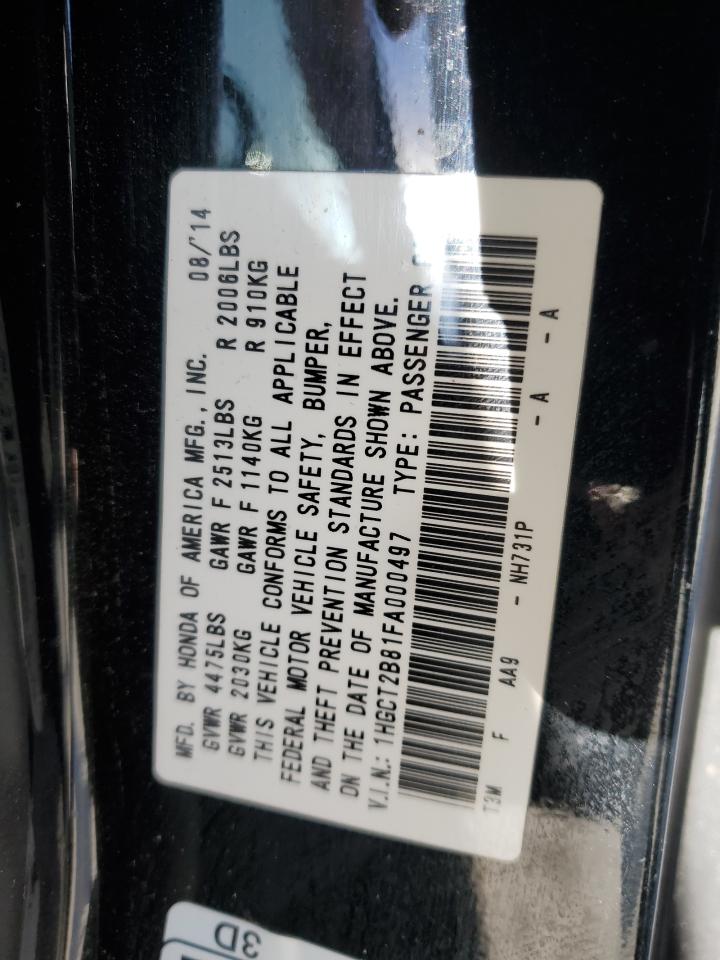 MFD. BY HONDA OF AMERICA MFG., INC. 08/'14
GVWR 4475LBS GAWR F 2513LBS R 2006LBS
GVWR 2030KG GAWR F 1140KG R 910KG
THIS VEHICLE CONFORMS TO ALL APPLICABLE
FEDERAL MOTOR VEHICLE SAFETY, BUMPER,
AND THEFT PREVENTION STANDARDS IN EFFECT
ON THE DATE OF MANUFACTURE SHOWN ABOVE.
V.I.N.: 1HGCT2B81FA000497 TYPE: PASSENGER
T3M F AA9 - NH731P - A - A
3D